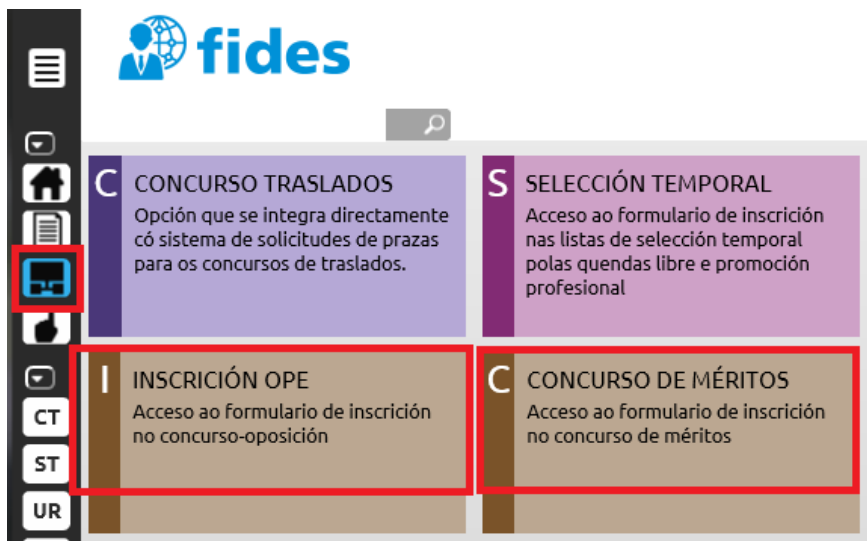 fides
C CONCURSO TRASLADOS
Opción que se integra directamente
có sistema de solicitudes de prazas
para os concursos de traslados.
S SELECCIÓN TEMPORAL
Acceso ao formulario de inscrición
nas listas de selección temporal
polas quendas libre e promoción
profesional
I INSCRICIÓN OPE
Acceso ao formulario de inscrición
no concurso-oposición
C CONCURSO DE MÉRITOS
Acceso ao formulario de inscrición
no concurso de méritos
CT
ST
UR